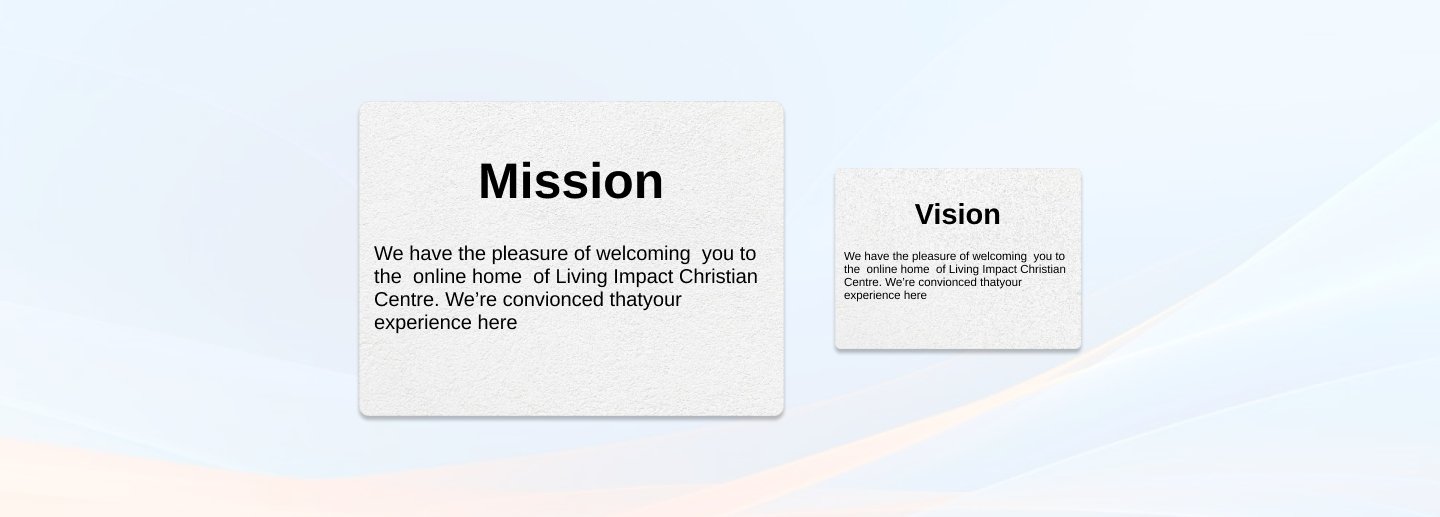 Mission
We have the pleasure of welcoming  you to
the  online home  of Living Impact Christian
Centre. We’re convionced thatyour
experience here
Vision
We have the pleasure of welcoming  you to
the  online home  of Living Impact Christian
Centre. We’re convionced thatyour
experience here